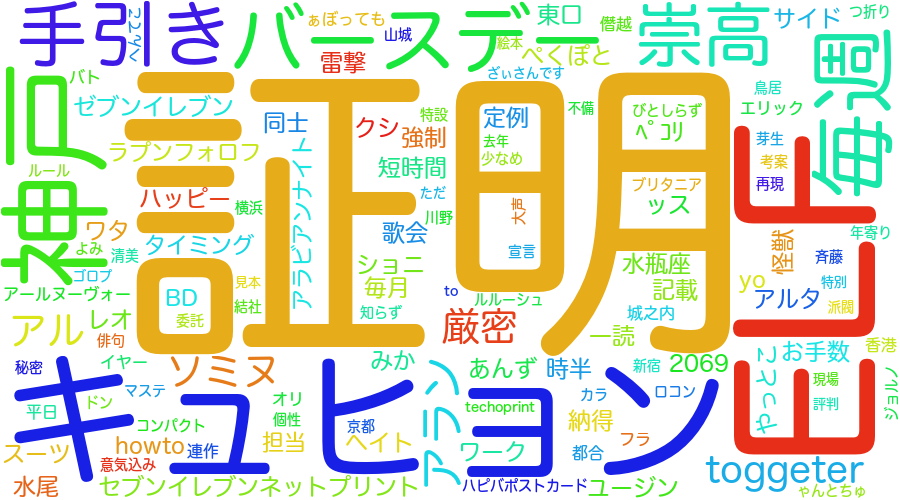 手引き
こてんへ
バースデー
ぁぼっても
山城
雷撃
絵本
ぺくぽと
東口
僭越
崇高
サイド
つ折り
毎週
神戸
バト
ゼブンイレブン
同士
クシ
強制
特設
ざぃさんです
定例
去年
少なめ
不備
びとしらず
ペコリ
鳥居
エリック
芽生
考案
再現
ラプンフォロフ
ルール
アラビアンナイト
短時間
ハッピー
横浜
証明
ただ
川野
大声
ブリタニア
ッス
ワタ
よみ
清美
タイミング
歌会
宣言
水瓶座
怪獣
斉藤
年寄り
ゴロプ
アールヌーヴォー
BD
見本
ショニ
毎月
to
ルルーシュ
記載
yo
アルタ
特別
派閥
アル
レオ
委託
結社
知らず
厳密
城之内
一読
俳句
秘密
イヤー
ソミヌ
みか
あんず
時半
新宿
2069
お手数
香港
キュヒョン
マステ
オリ
アラン
techoprint
カラ
ロコン
やっとこ
現場
評判
ジョルノ
平日
ドン
コンパクト
個性
京都
納得
スーツ
howto
連作
担当
ヘイト
ワーク
都合
フラ
水尾
意気込み
セブンイレブンネットプリント
ハピバポストカード
ユージン
toggeter
ゃんとちゅ